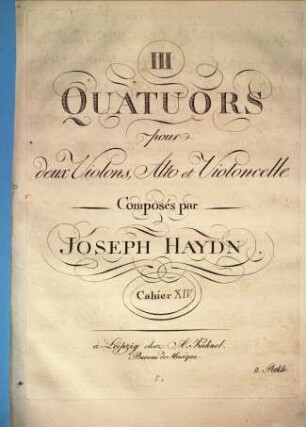 III
QUATUORS
pour
deux Violons, Alto et Violoncelle
Composés par
JOSEPH HAYDN.
Cahier XIV
à Leipzig chez A. Kühnel.
Bureau de Musique.
2. Rthlr